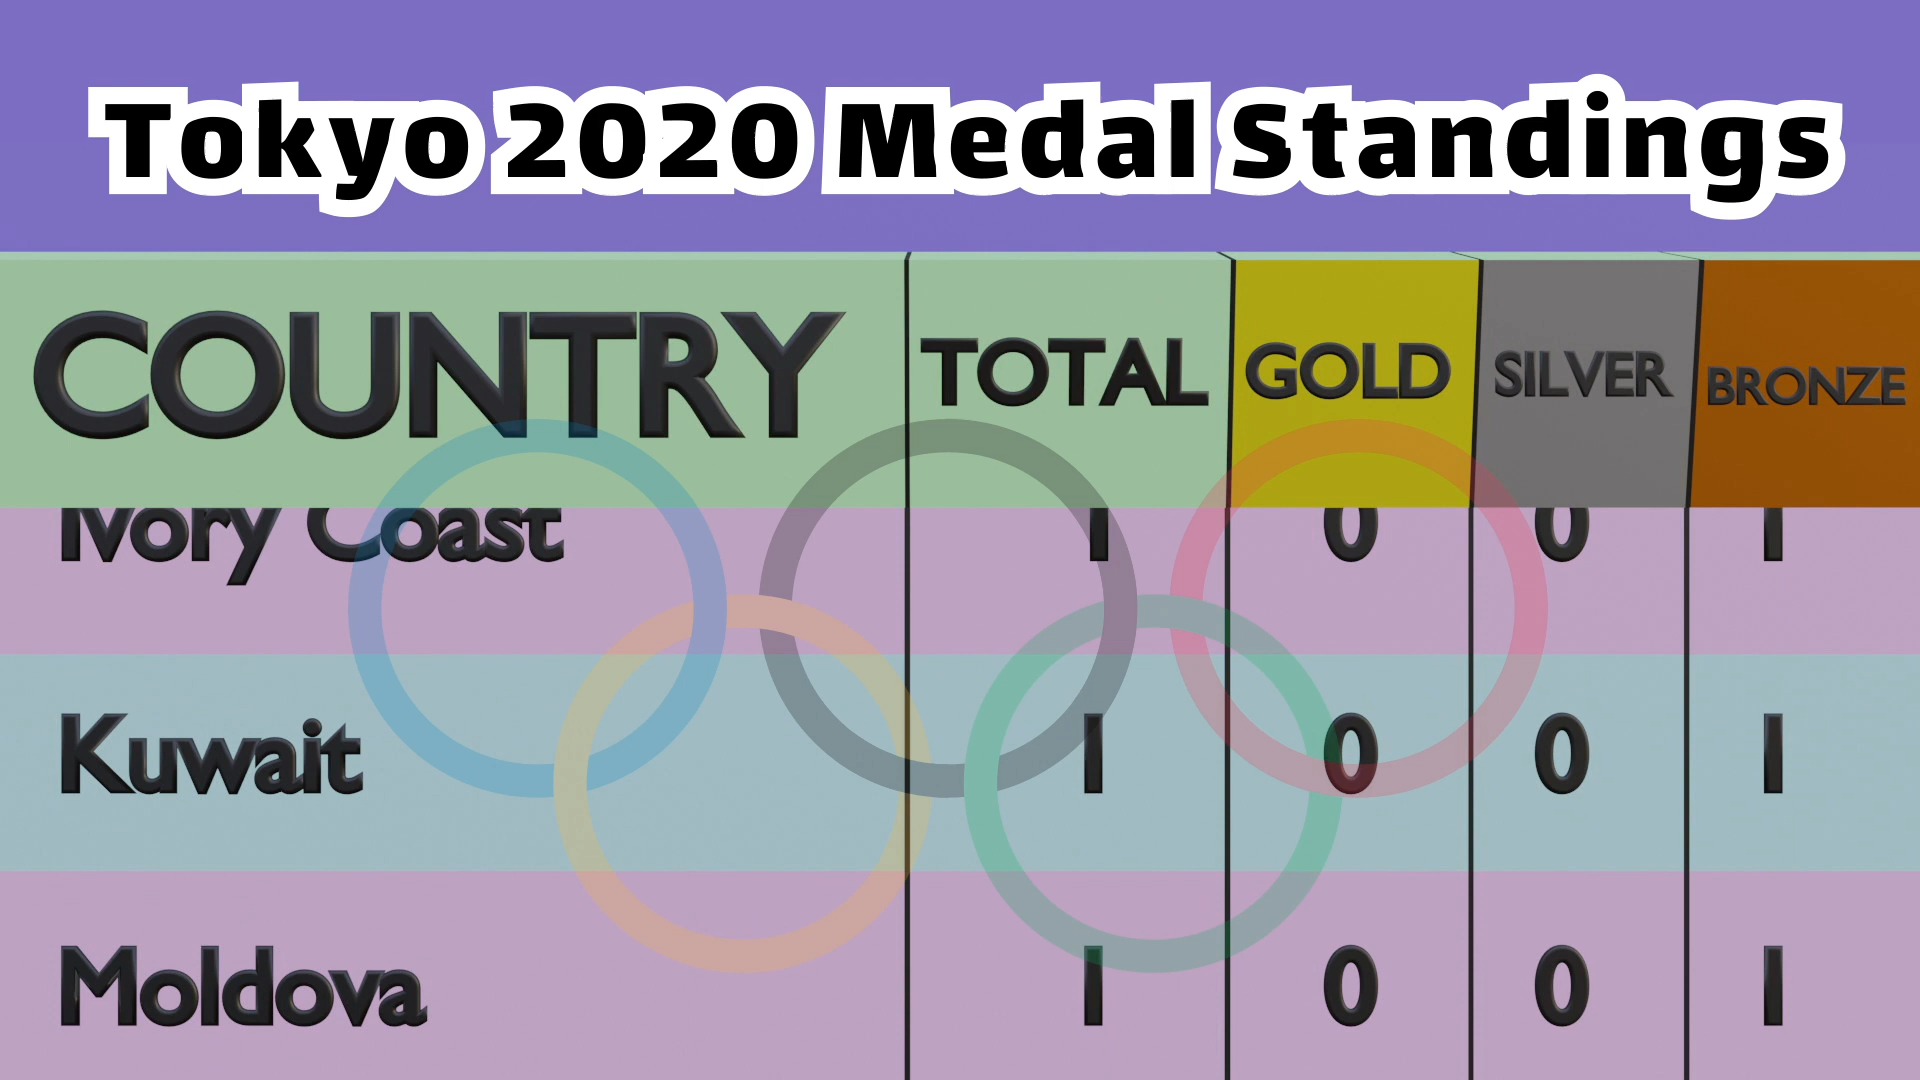 Tokyo 2020 Medal Standings
COUNTRY TOTAL GOLD SILVER BRONZE
Ivory Coast 1 0 0 1
Kuwait 1 0 0 1
Moldova 1 0 0 1